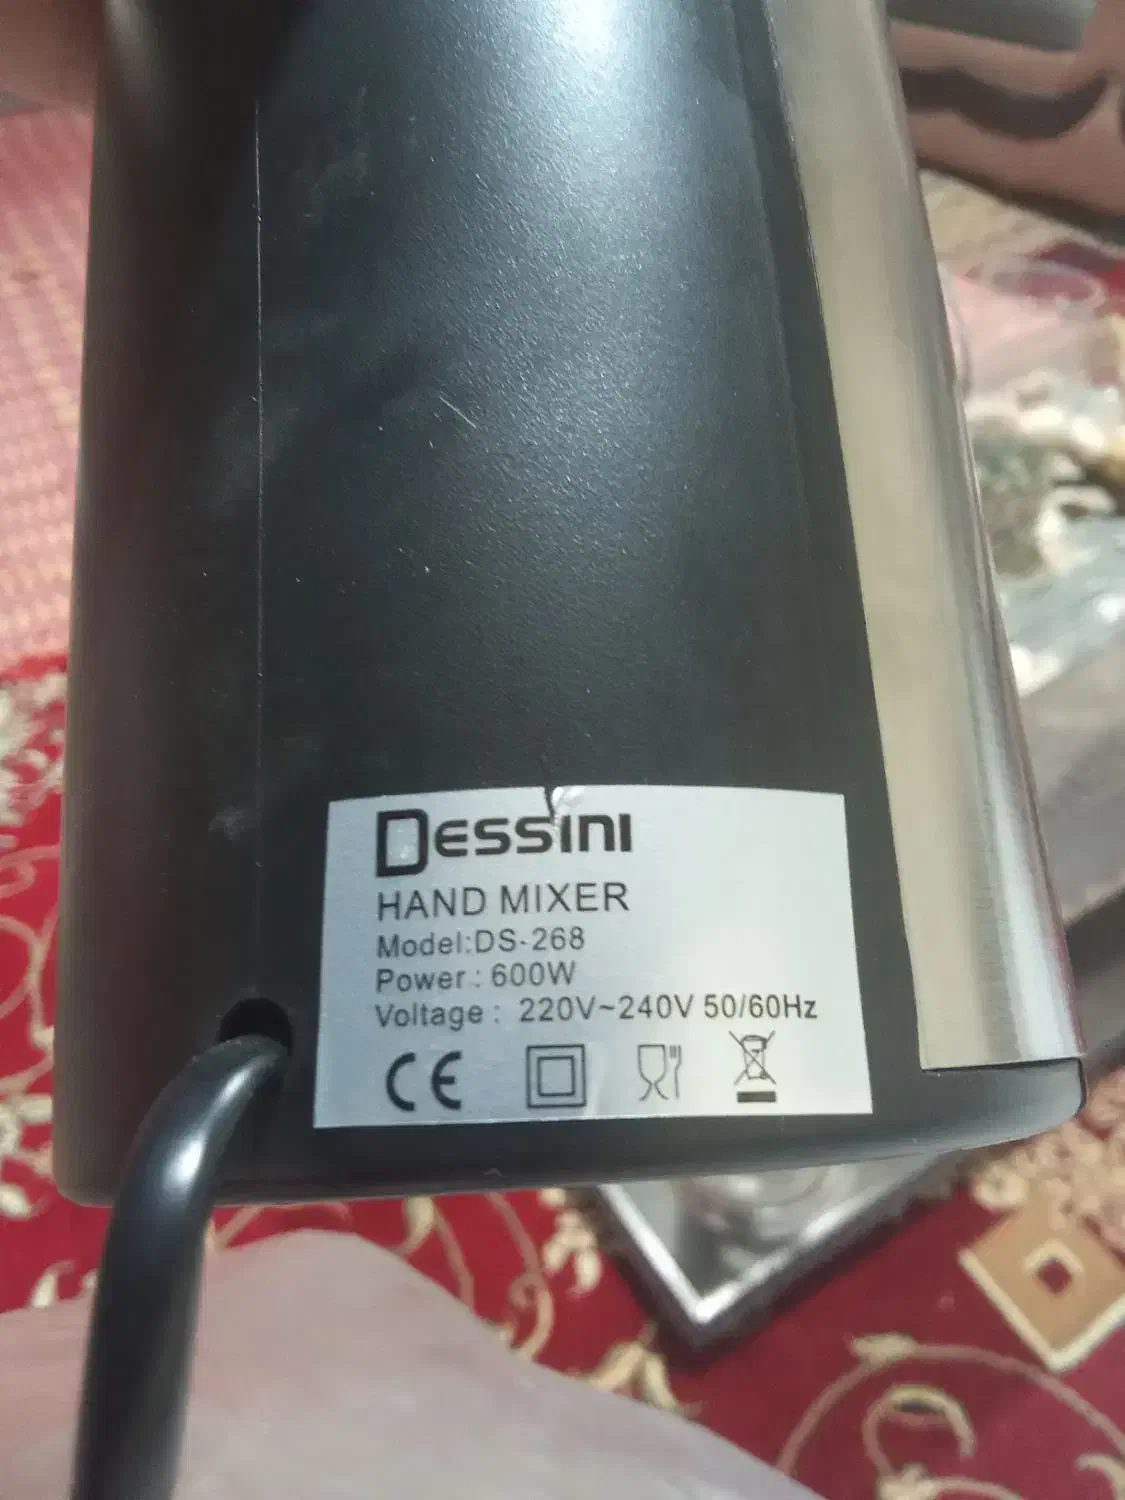 DESSINI
HAND MIXER
Model:DS-268
Power: 600W
Voltage: 220V~240V 50/60Hz
CE